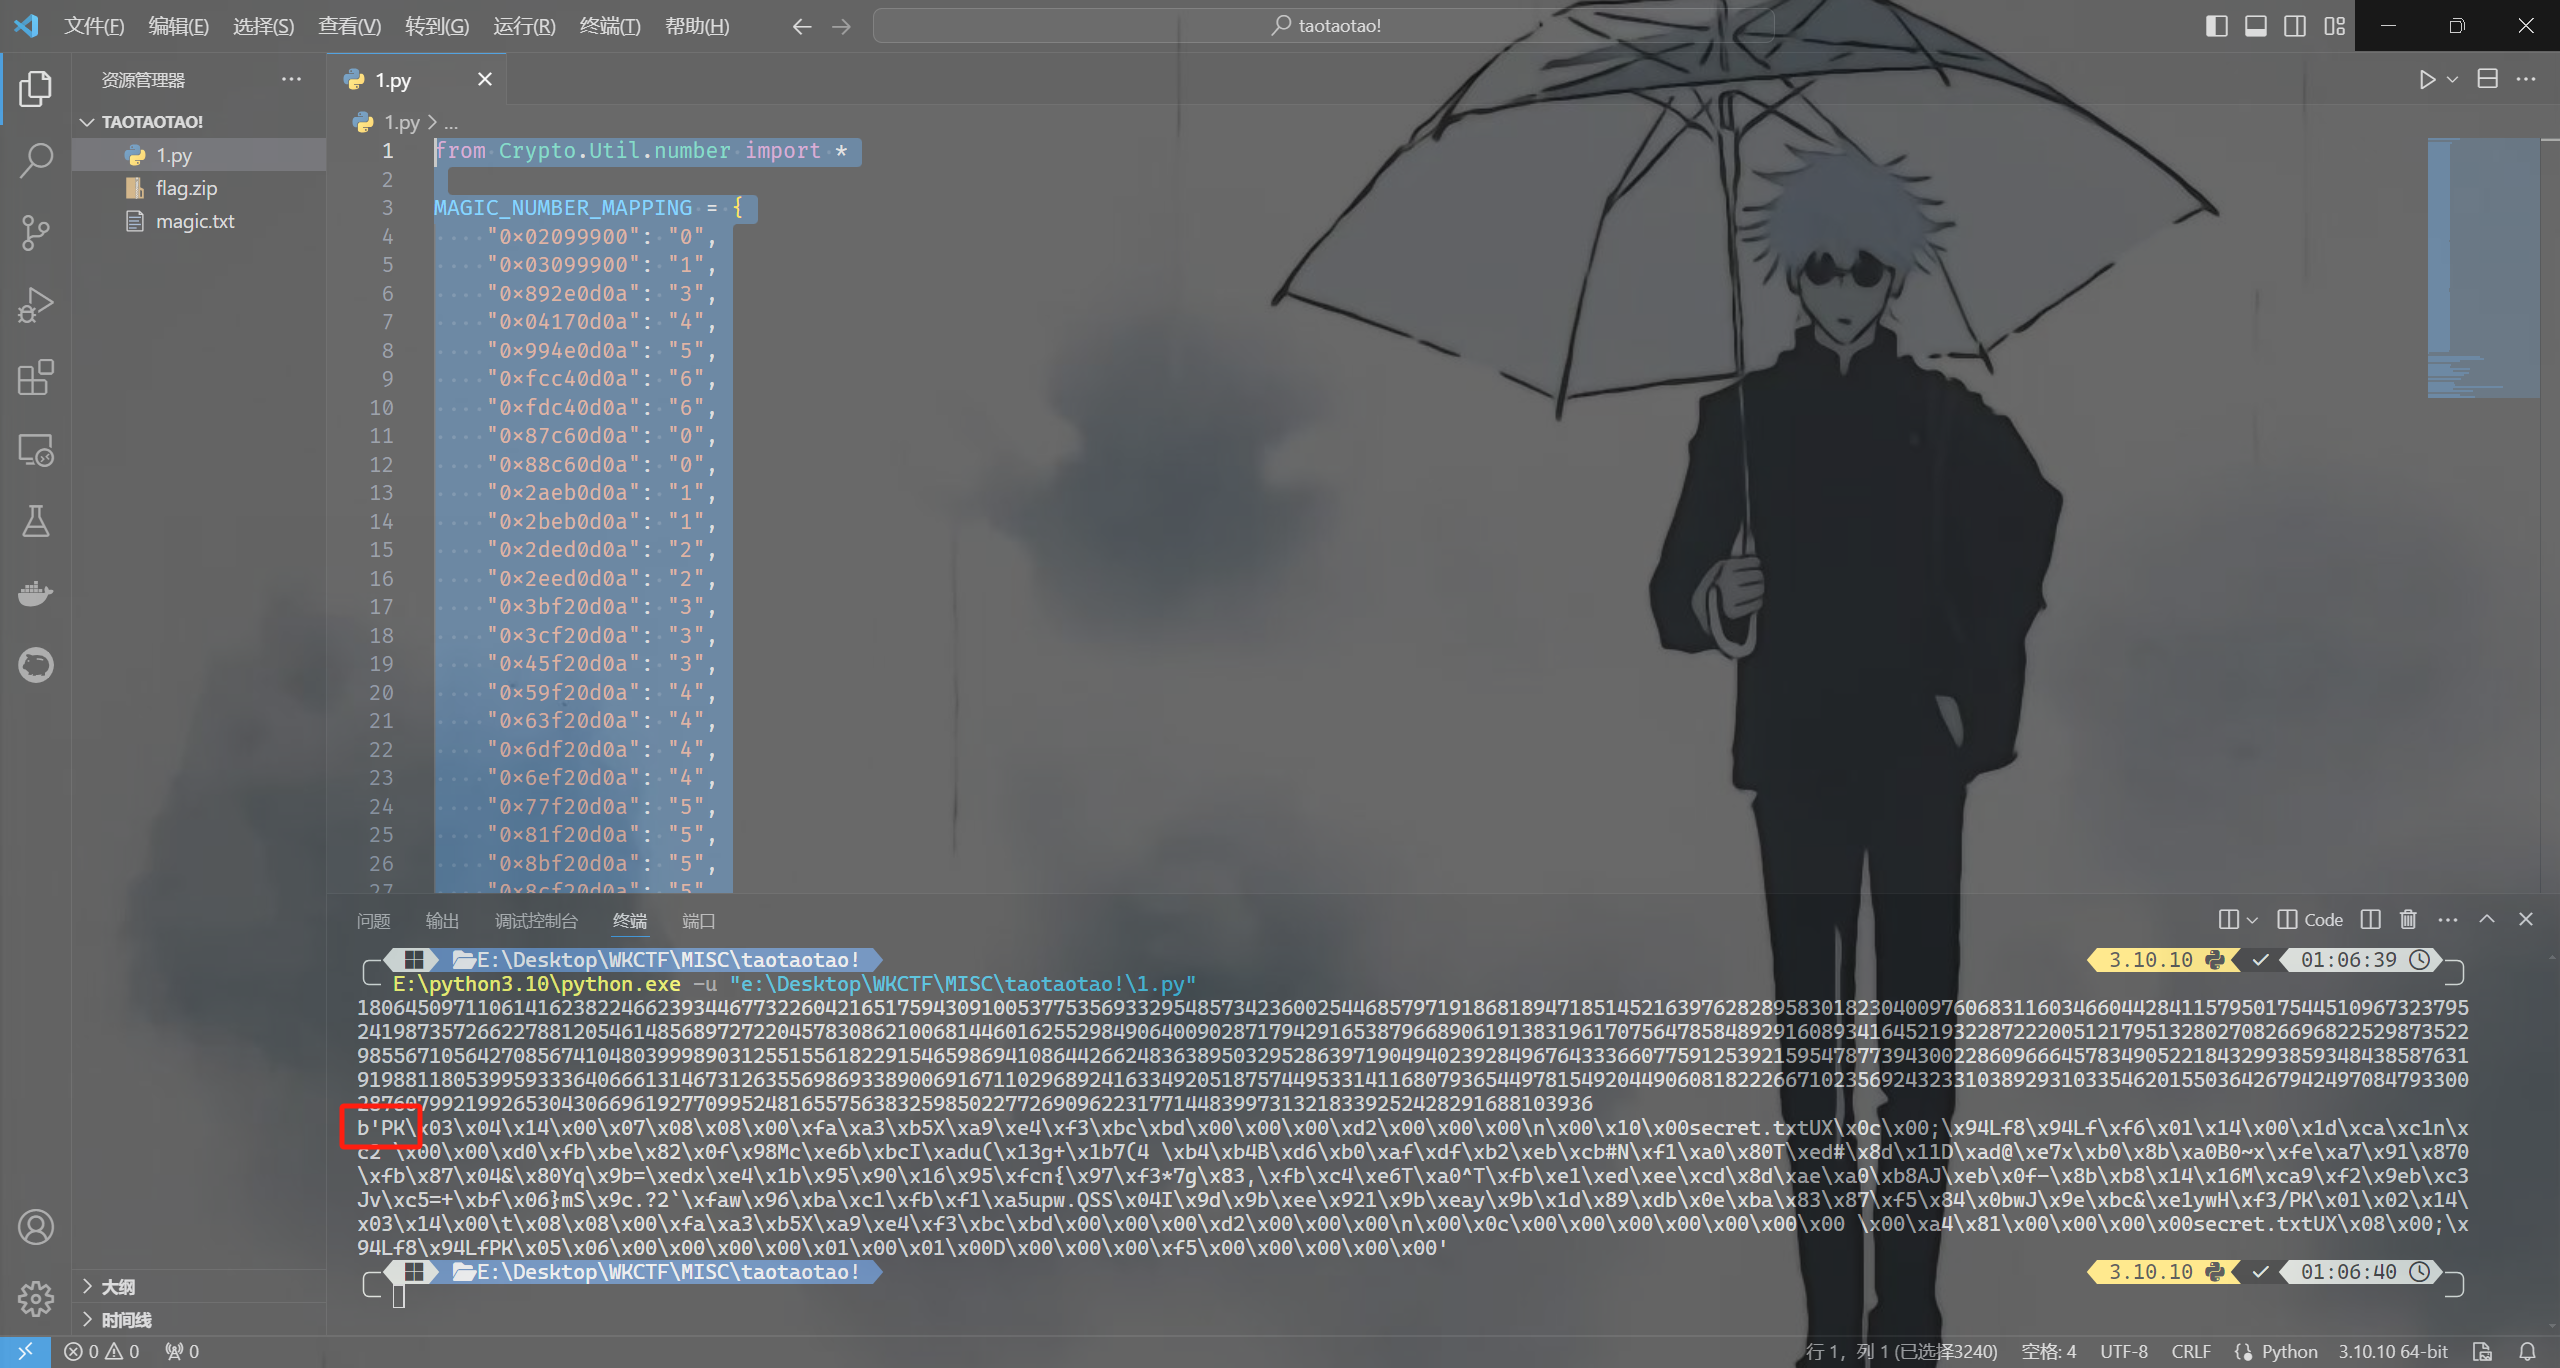 文件(F) 编辑(E) 选择(S) 查看(V) 转到(G) 运行(R) 终端(T) 帮助(H)
taotaotao!
资源管理器
1.py
TAOTAOTAO!
1.py > ...
1.py
flag.zip
magic.txt
1 from Crypto.Util.number import *
2
3 MAGIC_NUMBER_MAPPING = {
4 "0x02099900": "0",
5 "0x03099900": "1",
6 "0x892e0d0a": "3",
7 "0x04170d0a": "4",
8 "0x994e0d0a": "5",
9 "0xfcc40d0a": "6",
10 "0xfdc40d0a": "6",
11 "0x87c60d0a": "0",
12 "0x88c60d0a": "0",
13 "0x2aeb0d0a": "1",
14 "0x2beb0d0a": "1",
15 "0x2ded0d0a": "2",
16 "0x2eed0d0a": "2",
17 "0x3bf20d0a": "3",
18 "0x3cf20d0a": "3",
19 "0x45f20d0a": "3",
20 "0x59f20d0a": "4",
21 "0x63f20d0a": "4",
22 "0x6df20d0a": "4",
23 "0x6ef20d0a": "4",
24 "0x77f20d0a": "5",
25 "0x81f20d0a": "5",
26 "0x8bf20d0a": "5",
27 "0x8cf20d0a": "5"
问题 输出 调试控制台 终端 端口
Code
E:\Desktop\WKCTF\MISC\taotaotao!
3.10.10 01:06:39
E:\python3.10\python.exe -u "e:\Desktop\WKCTF\MISC\taotaotao!\1.py"
b'PK\x03\x04\x14\x00\x07\x08\x08\x00\xfa\xa3\xb5X\xa9\xe4\xf3\xbc\xbd\x00\x00\x00\xd2\x00\x00\x00\n\x00\x10\x00secret.txtUX\x0c\x00;\x94Lf8\x94Lf\xf6\x01\x14\x00\x1d\xca\xc1n\x
c2 \x00\x00\xd0\xfb\xbe\x82\x0f\x98Mc\xe6b\xbcI\xadu(\x13g+\x1b7(4 \xb4\xb4B\xd6\xb0\xaf\xdf\xb2\xeb\xcb#N\xf1\xa0\x80T\xed#\x8d\x11D\xad@\xe7x\xb0\x8b\xa0B0~x\xfe\xa7\x91\x870
\xfb\x87\x04&\x80Yq\x9b=\xedx\xe4\x1b\x95\x90\x16\x95\xfcn{\x97\xf3*7g\x83,\xfb\xc4\xe6T\xa0^T\xfb\xe1\xed\xee\xcd\x8d\xae\xa0\xb8AJ\xeb\x0f-\x8b\xb8\x14\x16M\xca9\xf2\x9eb\xc3
Jv\xc5=+\xbf\x06}mS\x9c.?2`\xfaw\x96\xba\xc1\xfb\xf1\xa5upw.QSS\x04I\x9d\x9b\xee\x921\x9b\xeay\x9b\x1d\x89\xdb\x0e\xba\x83\x87\xf5\x84\x0bwJ\x9e\xbc&\xe1ywH\xf3/PK\x01\x02\x14\
x03\x14\x00\t\x08\x08\x00\xfa\xa3\xb5X\xa9\xe4\xf3\xbc\xbd\x00\x00\x00\xd2\x00\x00\x00\n\x00\x0c\x00\x00\x00\x00\x00\x00\x00 \x00\xa4\x81\x00\x00\x00\x00secret.txtUX\x08\x00;\x
94Lf8\x94LfPK\x05\x06\x00\x00\x00\x00\x01\x00\x01\x00D\x00\x00\x00\xf5\x00\x00\x00\x00\x00'
E:\Desktop\WKCTF\MISC\taotaotao!
3.10.10 01:06:40
大纲
时间线
0 0 0
行 1，列 1 (已选择3240) 空格: 4 UTF-8 CRLF Python 3.10.10 64-bit